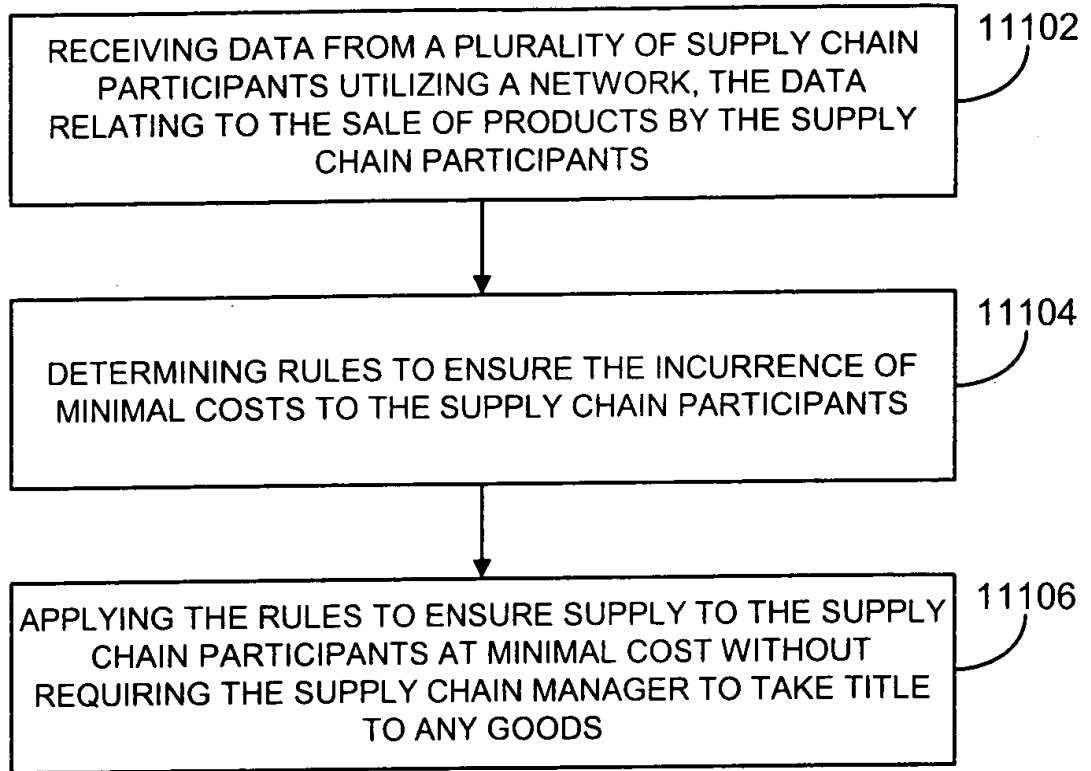 RECEIVING DATA FROM A PLURALITY OF SUPPLY CHAIN
PARTICIPANTS UTILIZING A NETWORK, THE DATA
RELATING TO THE SALE OF PRODUCTS BY THE SUPPLY
CHAIN PARTICIPANTS
11102
DETERMINING RULES TO ENSURE THE INCURRENCE OF
MINIMAL COSTS TO THE SUPPLY CHAIN PARTICIPANTS
11104
APPLYING THE RULES TO ENSURE SUPPLY TO THE SUPPLY
CHAIN PARTICIPANTS AT MINIMAL COST WITHOUT
REQUIRING THE SUPPLY CHAIN MANAGER TO TAKE TITLE
TO ANY GOODS
11106